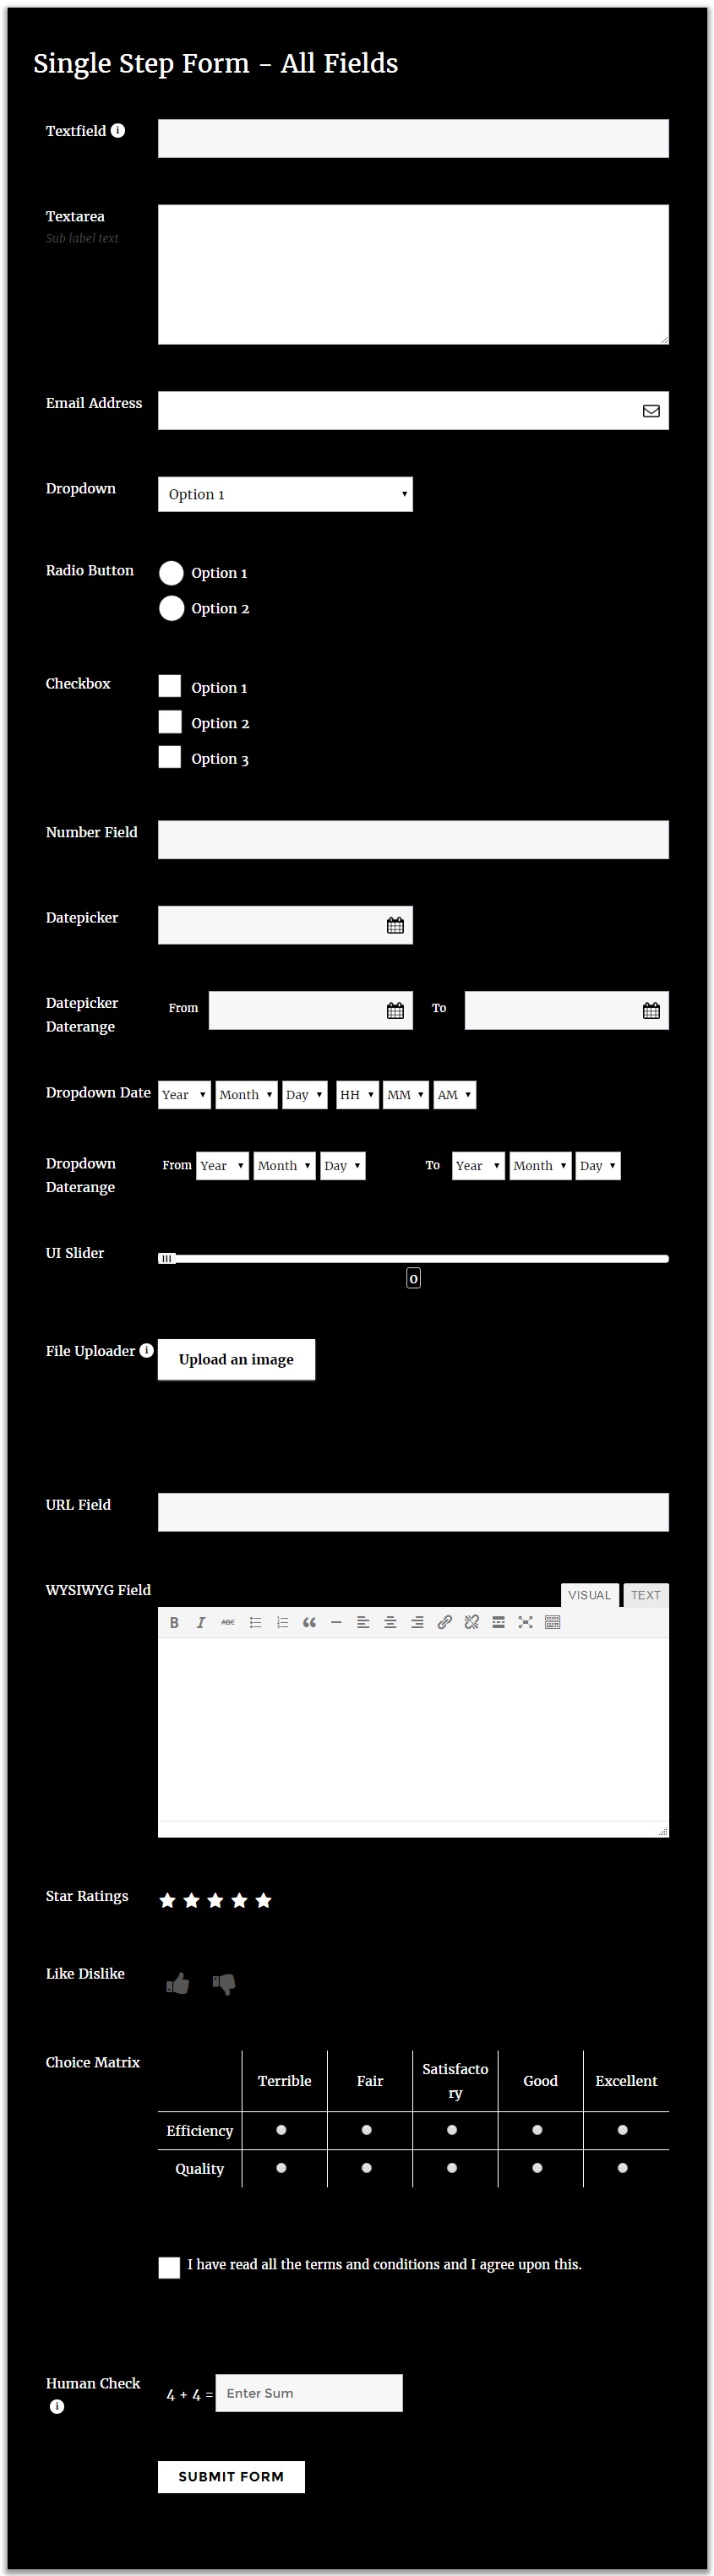 Single Step Form - All Fields
Textfield
Textarea
Sub label text
Email Address
Dropdown
Option 1
Radio Button
Option 1
Option 2
Checkbox
Option 1
Option 2
Option 3
Number Field
Datepicker
Datepicker
Daterange
From
To
Dropdown Date
Year
Month
Day
HH
MM
AM
Dropdown
Daterange
From
Year
Month
Day
To
Year
Month
Day
UI Slider
0
File Uploader
Upload an image
URL Field
WYSIWYG Field
VISUAL
TEXT
B
I
ABC
Star Ratings
Like Dislike
Choice Matrix
Terrible
Fair
Satisfacto
ry
Good
Excellent
Efficiency
Quality
I have read all the terms and conditions and I agree upon this.
Human Check
4 + 4 =
Enter Sum
SUBMIT FORM